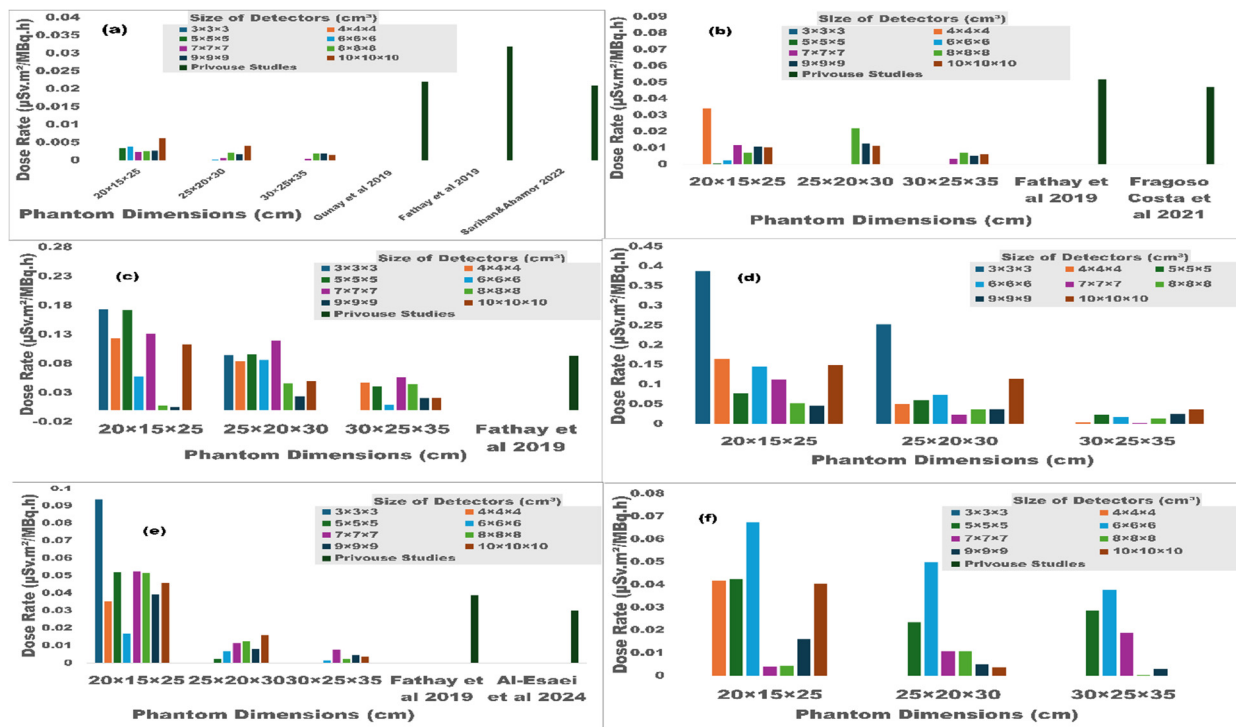 (a)
Dose Rate (µSv.m²/MBq.h)
0.04
0.035
0.03
0.025
0.02
0.015
0.01
0.005
0
Size of Detectors (cm³)
3×3×3 4×4×4
5×5×5 6×6×6
7×7×7 8×8×8
9×9×9 10×10×10
Privouse Studies
20×15×25 25×20×30 30×25×35 Gunay et al 2019 Fathay et al 2019 Sarihan&Abamor 2022
Phantom Dimensions (cm)
(b)
Dose Rate (µSv.m²/MBq.h)
0.09
0.08
0.07
0.06
0.05
0.04
0.03
0.02
0.01
0
Size of Detectors (cm³)
3×3×3 4×4×4
5×5×5 6×6×6
7×7×7 8×8×8
9×9×9 10×10×10
Privouse Studies
20×15×25 25×20×30 30×25×35 Fathay et al 2019 Fragoso Costa et al 2021
Phantom Dimensions (cm)
(c)
Dose Rate (µSv.m²/MBq.h)
0.28
0.23
0.18
0.13
0.08
0.03
-0.02
Size of Detectors (cm³)
3×3×3 4×4×4
5×5×5 6×6×6
7×7×7 8×8×8
9×9×9 10×10×10
Privouse Studies
20×15×25 25×20×30 30×25×35 Fathay et al 2019
Phantom Dimensions (cm)
(d)
Dose Rate (µSv.m²/MBq.h)
0.45
0.4
0.35
0.3
0.25
0.2
0.15
0.1
0.05
0
Size of Detectors (cm³)
3×3×3 4×4×4 5×5×5
6×6×6 7×7×7 8×8×8
9×9×9 10×10×10
20×15×25 25×20×30 30×25×35
Phantom Dimensions (cm)
(e)
Dose Rate (µSv.m²/MBq.h)
0.1
0.09
0.08
0.07
0.06
0.05
0.04
0.03
0.02
0.01
0
Size of Detectors (cm³)
3×3×3 4×4×4
5×5×5 6×6×6
7×7×7 8×8×8
9×9×9 10×10×10
Privouse Studies
20×15×25 25×20×30 30×25×35 Fathay et al 2019 Al-Esaei et al 2024
Phantom Dimensions (cm)
(f)
Dose Rate (µSv.m²/MBq.h)
0.08
0.07
0.06
0.05
0.04
0.03
0.02
0.01
0
Size of Detectors (cm³)
3×3×3 4×4×4
5×5×5 6×6×6
7×7×7 8×8×8
9×9×9 10×10×10
Privouse Studies
20×15×25 25×20×30 30×25×35
Phantom Dimensions (cm)